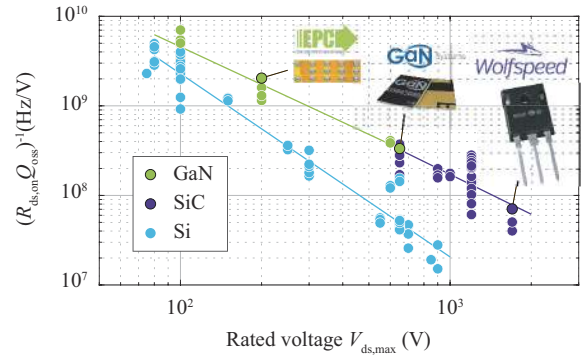 10^10
10^9
10^8
10^7
(R_ds,on Q_oss)^-1 (Hz/V)
EPC
GaN
Systems
Wolfspeed
GaN
SiC
Si
10^2
10^3
Rated voltage V_ds,max (V)